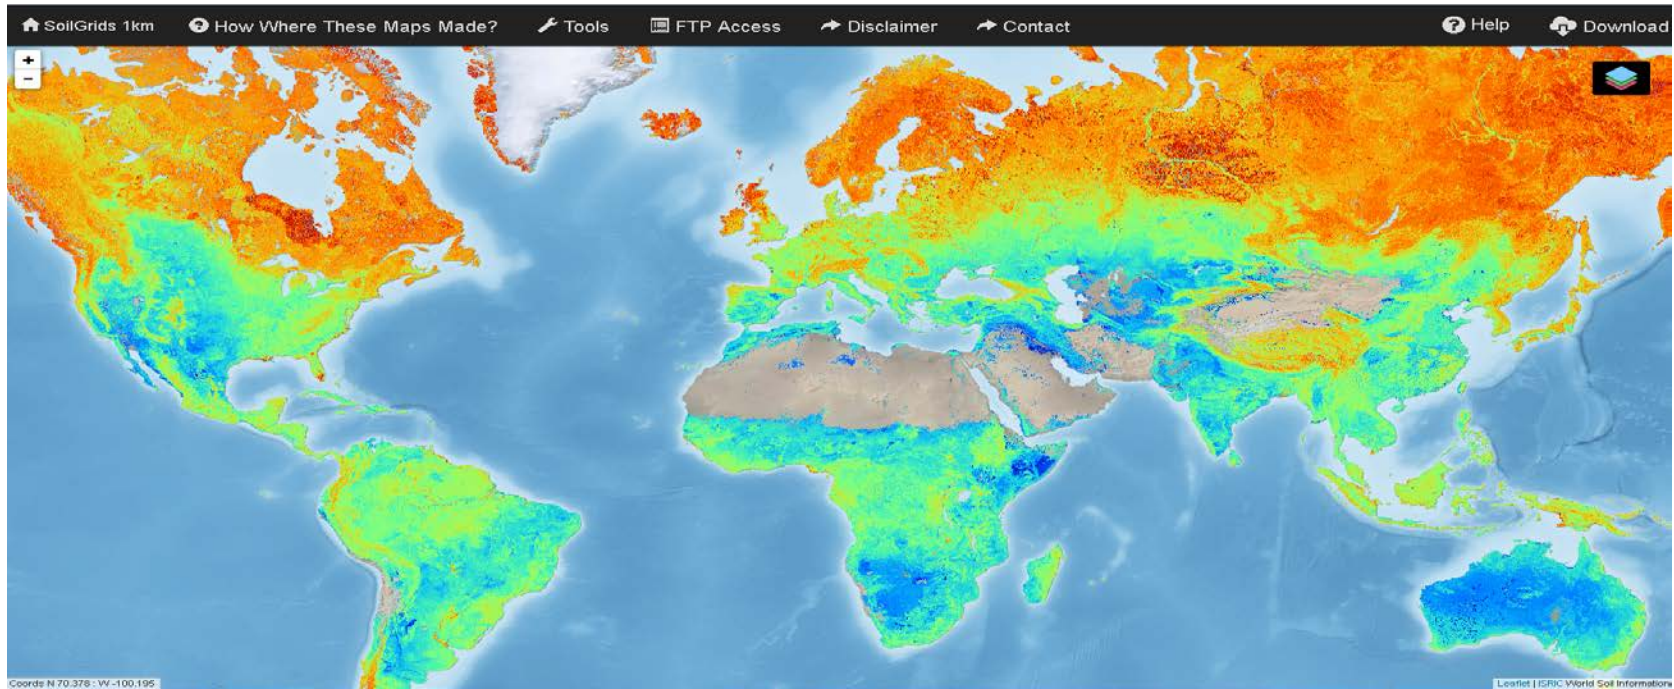 SoilGrids 1km How Where These Maps Made? Tools FTP Access Disclaimer Contact Help Download
+
−
Coords N 70.378 : W -100.195
Leaflet | ISRIC World Soil Information